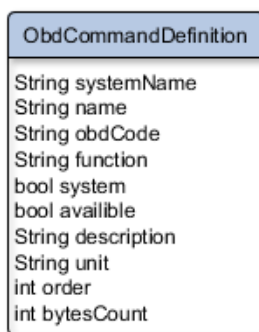 ObdCommandDefinition
String systemName
String name
String obdCode
String function
bool system
bool availible
String description
String unit
int order
int bytesCount